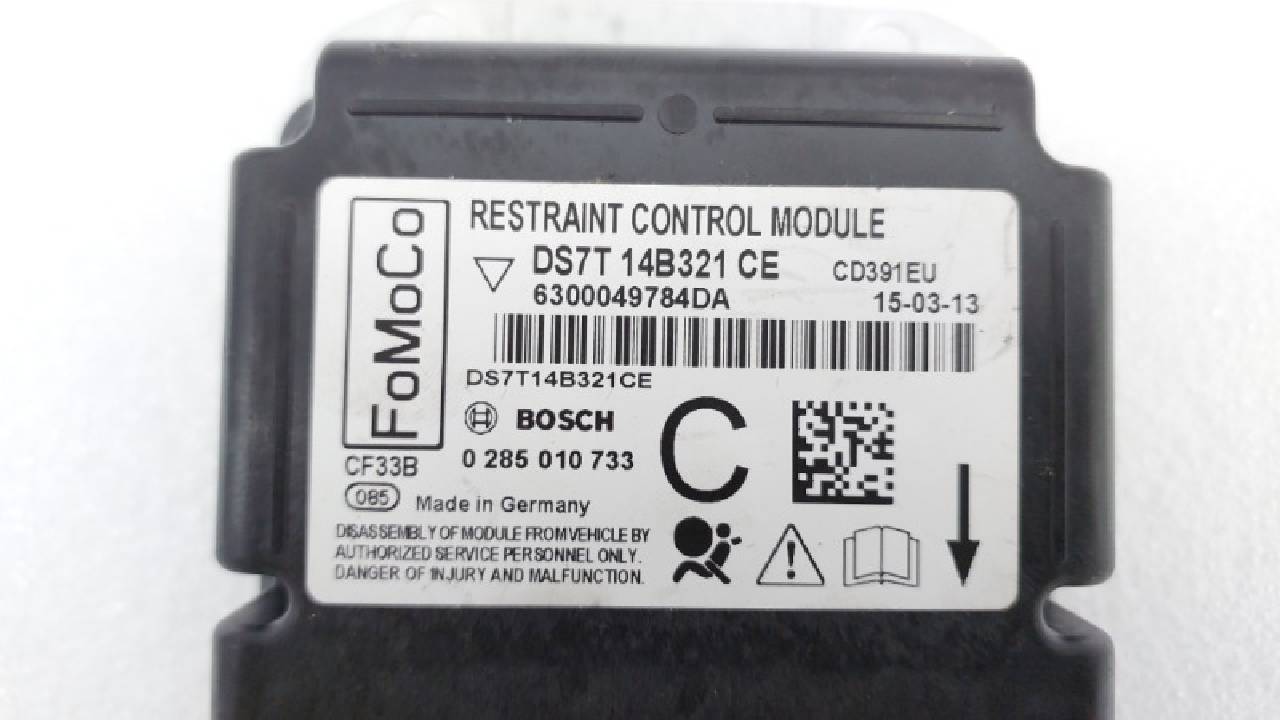 FoMoCo
RESTRAINT CONTROL MODULE
DS7T 14B321 CE CD391EU
6300049784DA 15-03-13
DS7T14B321CE
BOSCH
C
CF33B 0 285 010 733
085 Made in Germany
DISASSEMBLY OF MODULE FROM VEHICLE BY
AUTHORIZED SERVICE PERSONNEL ONLY.
DANGER OF INJURY AND MALFUNCTION.